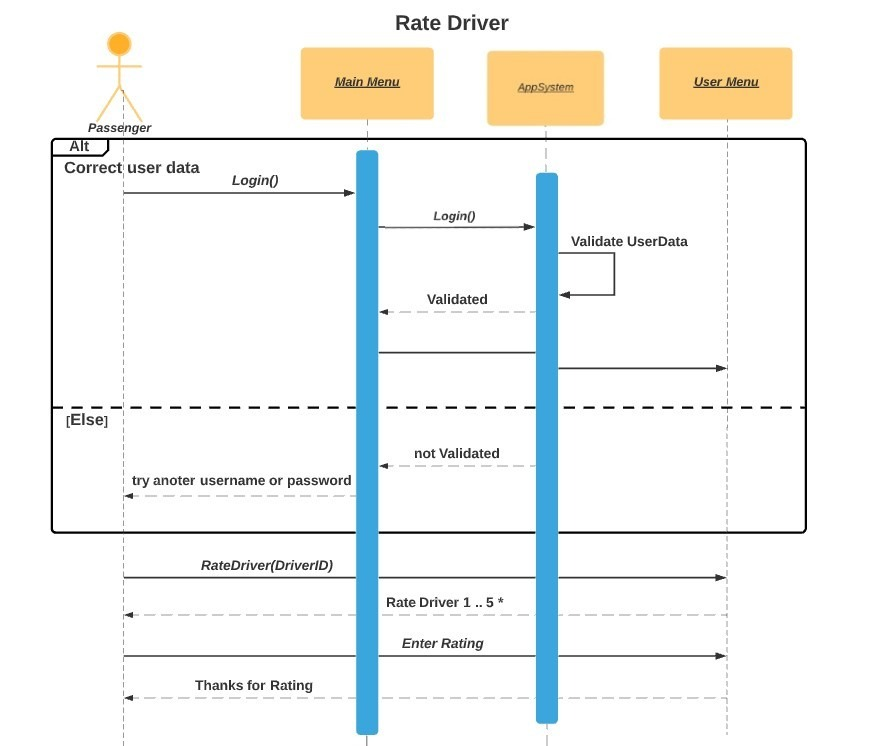 Rate Driver
Main Menu
AppSystem
User Menu
Passenger
Alt
Correct user data
Login()
Login()
Validate UserData
Validated
[Else]
not Validated
try anoter username or password
RateDriver(DriverID)
Rate Driver 1 .. 5 *
Enter Rating
Thanks for Rating